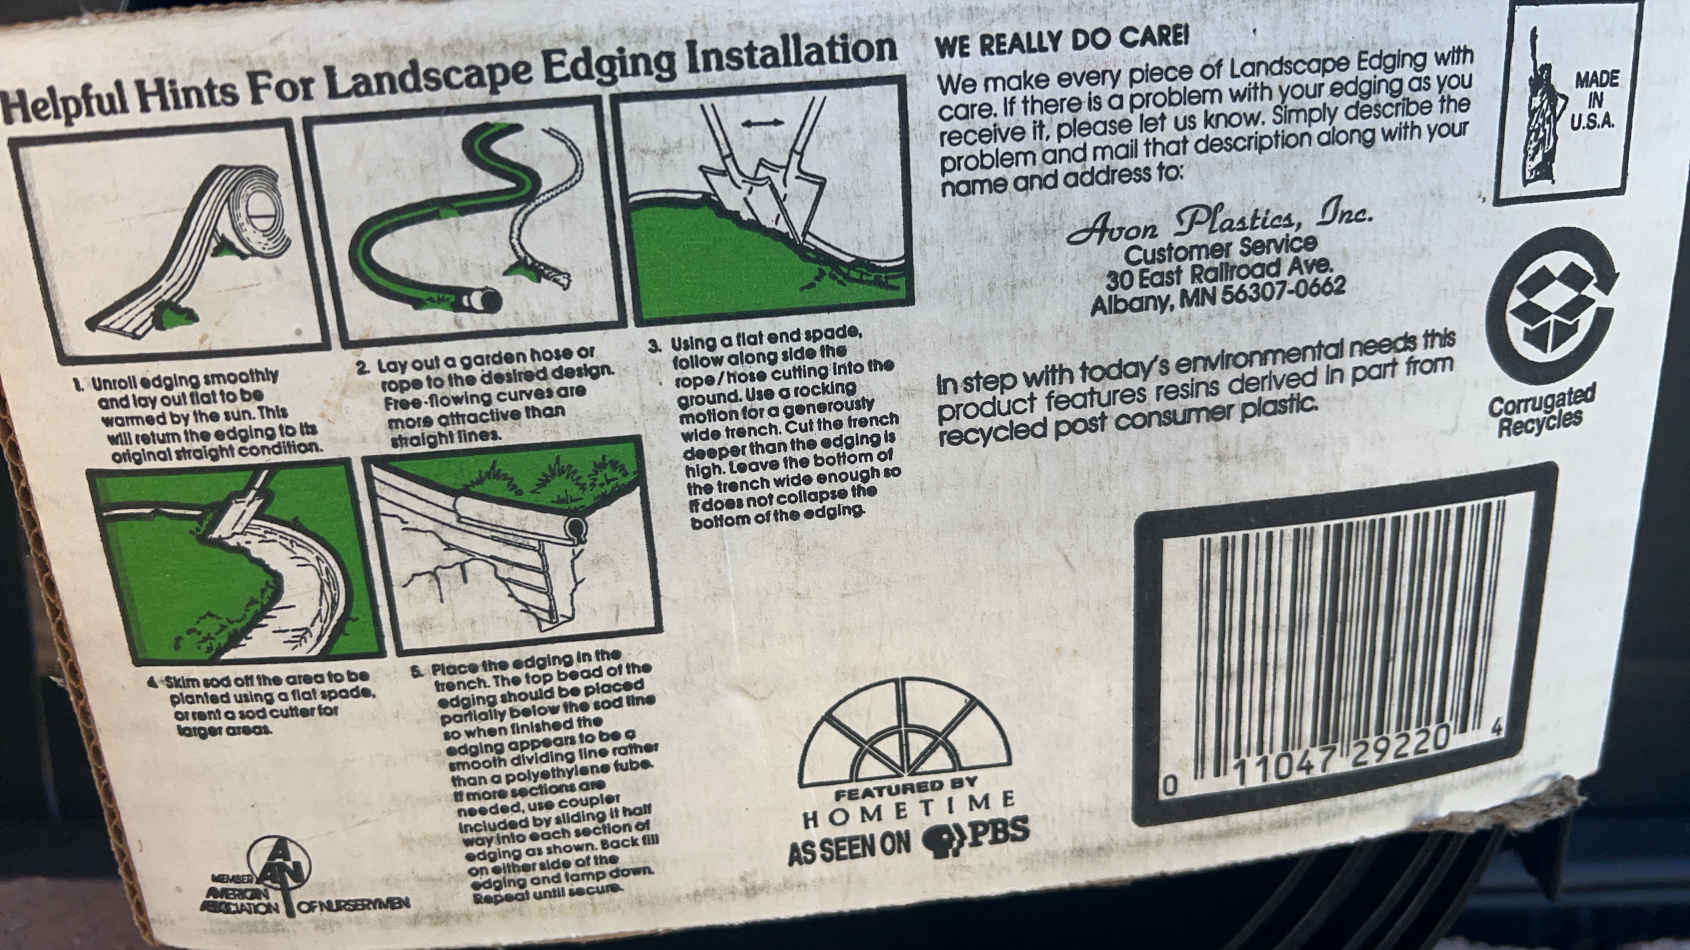 Helpful Hints For Landscape Edging Installation
1. Unroll edging smoothly
and lay out flat to be
warmed by the sun. This
will return the edging to its
original straight condition.
2. Lay out a garden hose or
rope to the desired design.
Free-flowing curves are
more attractive than
straight lines.
3. Using a flat end spade,
follow along side the
rope/hose cutting into the
ground. Use a rocking
motion for a generously
wide trench. Cut the trench
deeper than the edging is
high. Leave the bottom of
the trench wide enough so
it does not collapse the
bottom of the edging.
4. Skim sod off the area to be
planted using a flat spade,
or rent a sod cutter for
larger areas.
5. Place the edging in the
trench. The top bead of the
edging should be placed
partially below the sod line
so when finished the
edging appears to be a
smooth dividing line rather
than a polyethylene tube.
If more sections are
needed, use coupler
included by sliding it half
way into each section of
edging as shown. Back fill
on either side of the
edging and tamp down.
Repeat until secure.
AAN
MEMBER
AMERICAN
ASSOCIATION OF NURSERYMEN
WE REALLY DO CARE!
We make every piece of Landscape Edging with
care. If there is a problem with your edging as you
receive it, please let us know. Simply describe the
problem and mail that description along with your
name and address to:
Avon Plastics, Inc.
Customer Service
30 East Railroad Ave.
Albany, MN 56307-0662
In step with today's environmental needs this
product features resins derived in part from
recycled post consumer plastic.
MADE
IN
U.S.A.
Corrugated
Recycles
FEATURED BY
HOMETIME
AS SEEN ON PBS
0 11047 29220 4